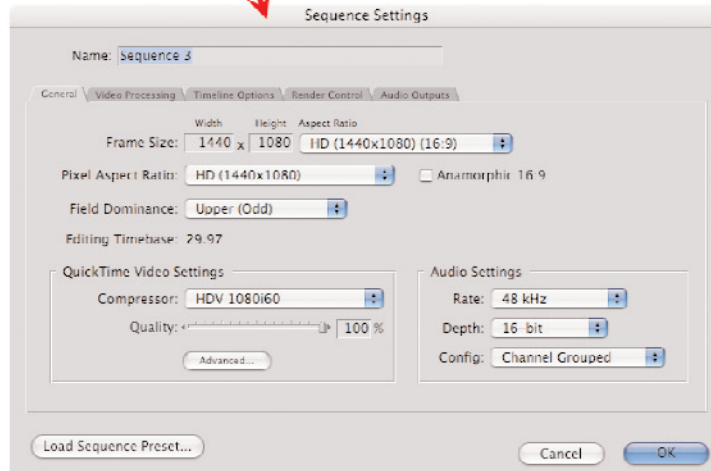 Sequence Settings
Name: Sequence 3
General Video Processing Timeline Options Render Control Audio Outputs
Width Height Aspect Ratio
Frame Size: 1440 x 1080 HD (1440x1080) (16:9)
Pixel Aspect Ratio: HD (1440x1080) Anamorphic 16:9
Field Dominance: Upper (Odd)
Editing Timebase: 29.97
QuickTime Video Settings Audio Settings
Compressor: HDV 1080i60 Rate: 48 kHz
Quality: 100 % Depth: 16-bit
Advanced... Config: Channel Grouped
Load Sequence Preset... Cancel OK